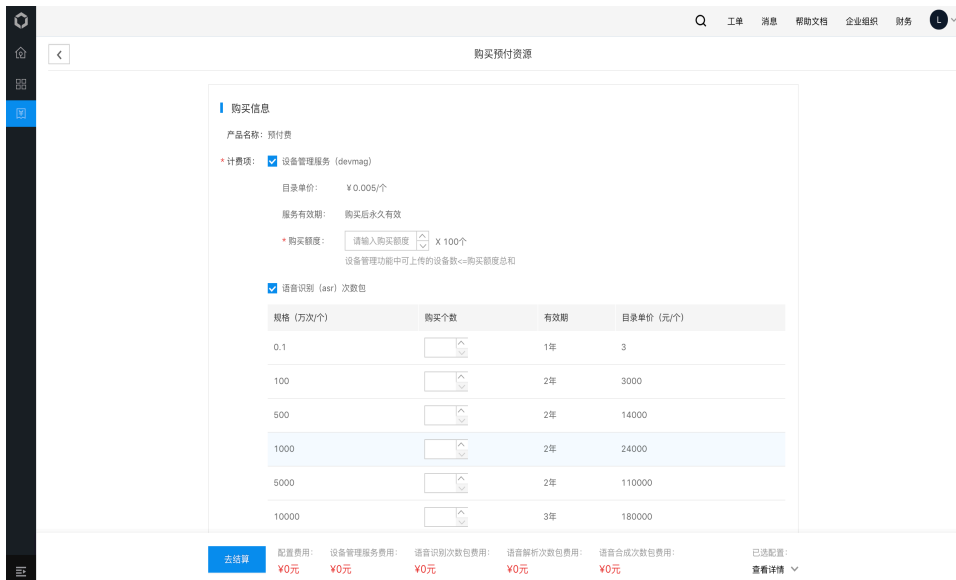 工单 消息 帮助文档 企业组织 财务 L
购买预付资源
购买信息
产品名称: 预付费
* 计费项: 设备管理服务（devmag）
目录单价: ¥0.005/个
服务有效期: 购买后永久有效
* 购买额度: 请输入购买额度 X 100个
设备管理功能中可上传的设备数<=购买额度总和
语音识别（asr）次数包
规格（万次/个） 购买个数 有效期 目录单价（元/个）
0.1 1年 3
100 2年 3000
500 2年 14000
1000 2年 24000
5000 2年 110000
10000 3年 180000
去结算 配置费用: 设备管理服务费用: 语音识别次数包费用: 语音解析次数包费用: 语音合成次数包费用: 已选配置:
¥0元 ¥0元 ¥0元 ¥0元 ¥0元 查看详情